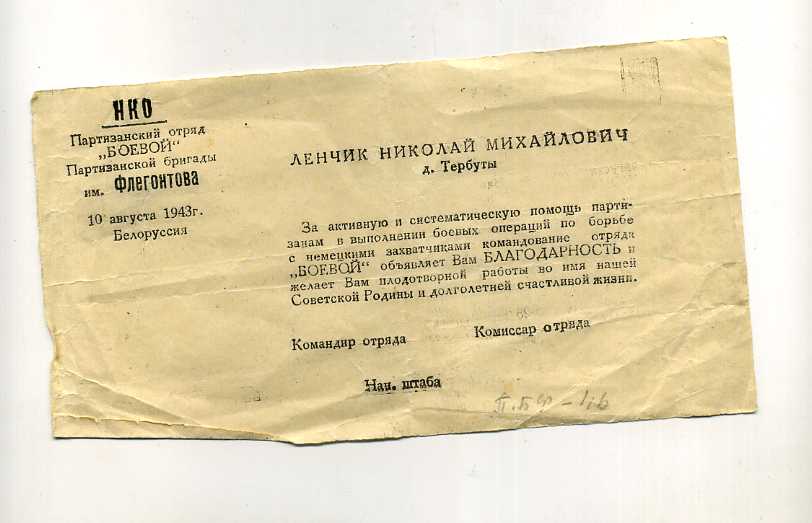 НКО
Партизанский отряд
„БОЕВОЙ“
Партизанской бригады
им. Флегонтова
10 августа 1943г.
Белоруссия
ЛЕНЧИК НИКОЛАЙ МИХАЙЛОВИЧ
д. Тербуты
За активную и систематическую помощь парти-
занам в выполнении боевых операций по борьбе
с немецкими захватчиками командование отряда
„БОЕВОЙ“ объявляет Вам БЛАГОДАРНОСТЬ и
желает Вам плодотворной работы во имя нашей
Советской Родины и долголетней счастливой жизни.
Командир отряда
Комиссар отряда
Нач. штаба